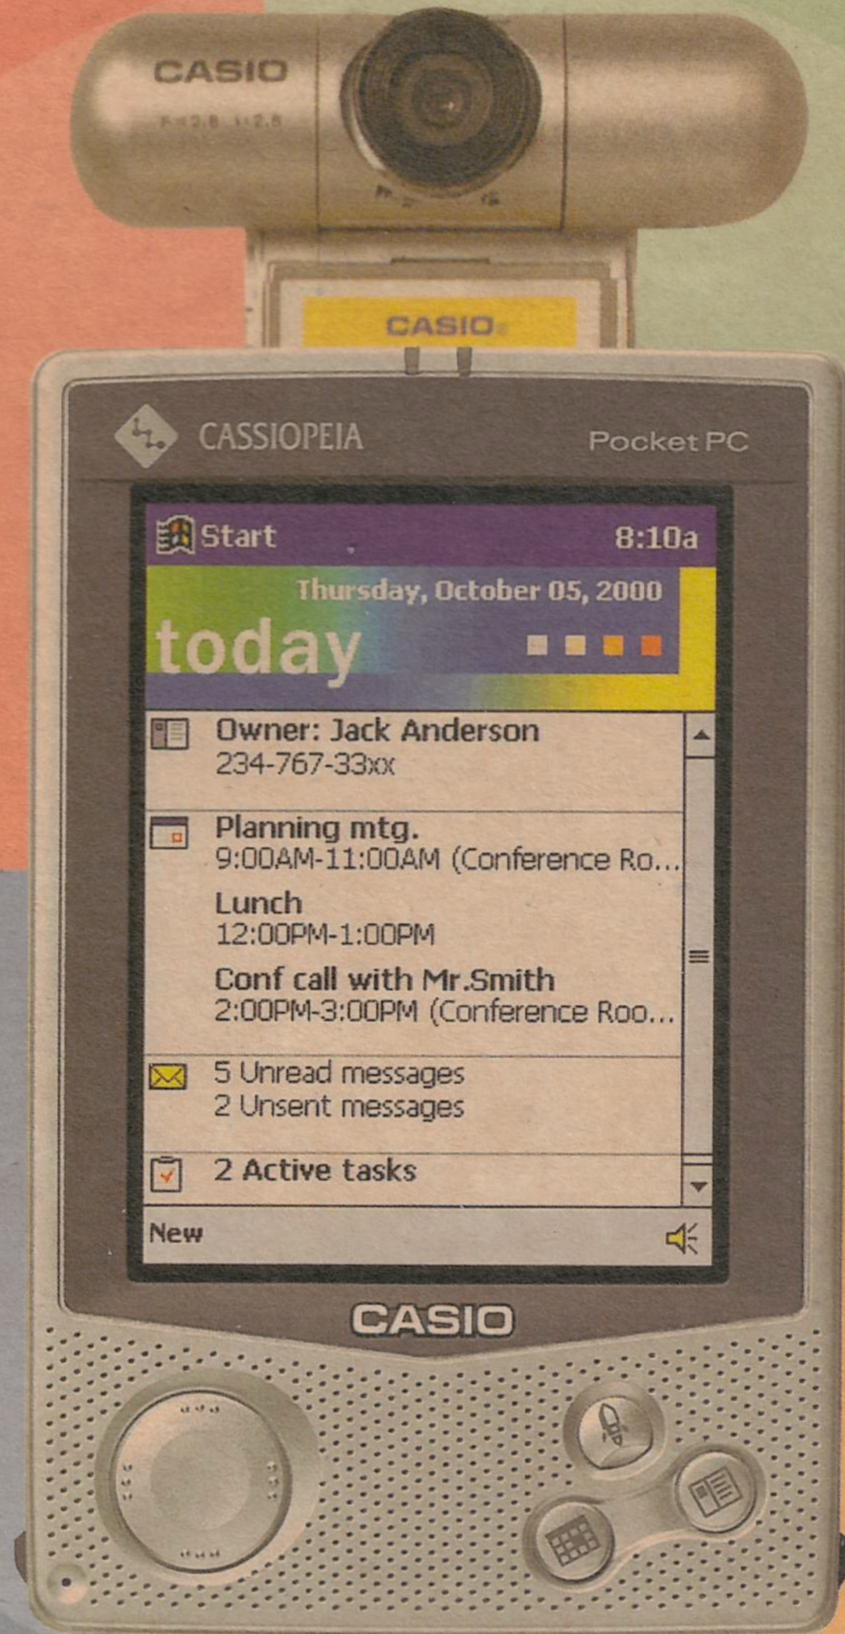 CASIO
CASIO
CASSIOPEIA
Pocket PC
Start
8:10a
Thursday, October 05, 2000
today
Owner: Jack Anderson
234-767-33xx
Planning mtg.
9:00AM-11:00AM (Conference Ro...
Lunch
12:00PM-1:00PM
Conf call with Mr.Smith
2:00PM-3:00PM (Conference Roo...
5 Unread messages
2 Unsent messages
2 Active tasks
New
CASIO